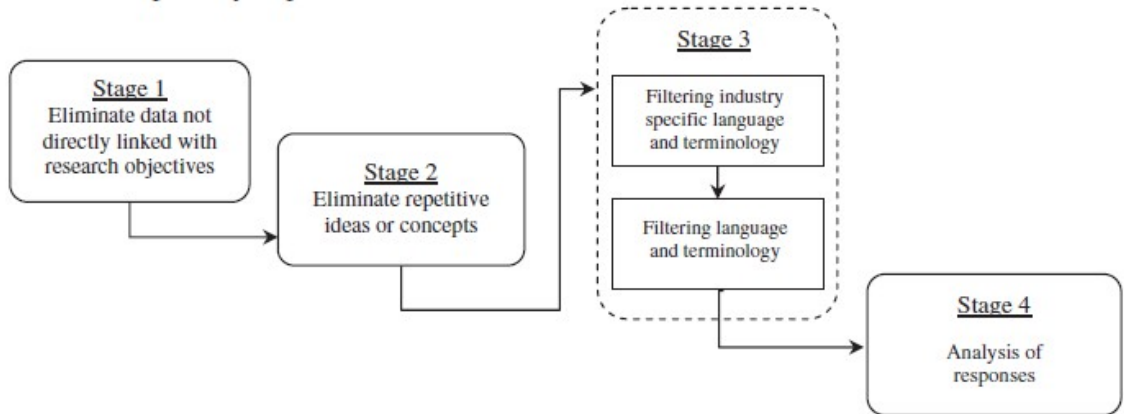 Stage 1
Eliminate data not
directly linked with
research objectives
Stage 2
Eliminate repetitive
ideas or concepts
Stage 3
Filtering industry
specific language
and terminology
Filtering language
and terminology
Stage 4
Analysis of
responses